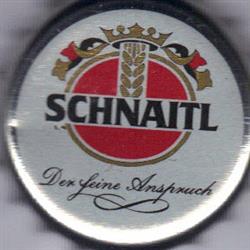 SCHNAITL
Der feine Anspruch